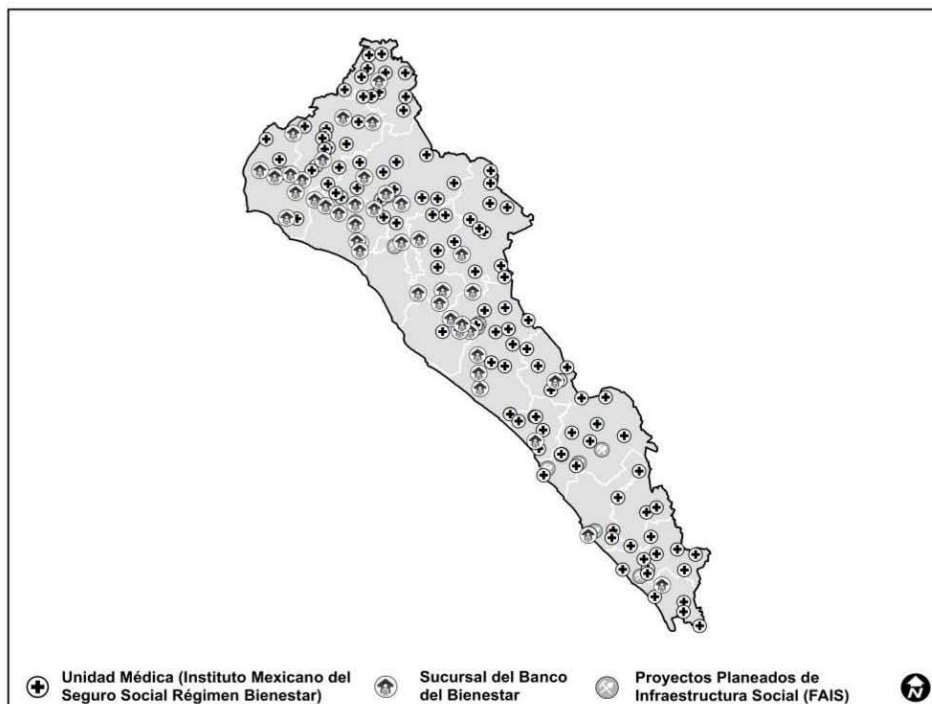 Unidad Médica (Instituto Mexicano del
Seguro Social Régimen Bienestar)
Sucursal del Banco
del Bienestar
Proyectos Planeados de
Infraestructura Social (FAIS)
N